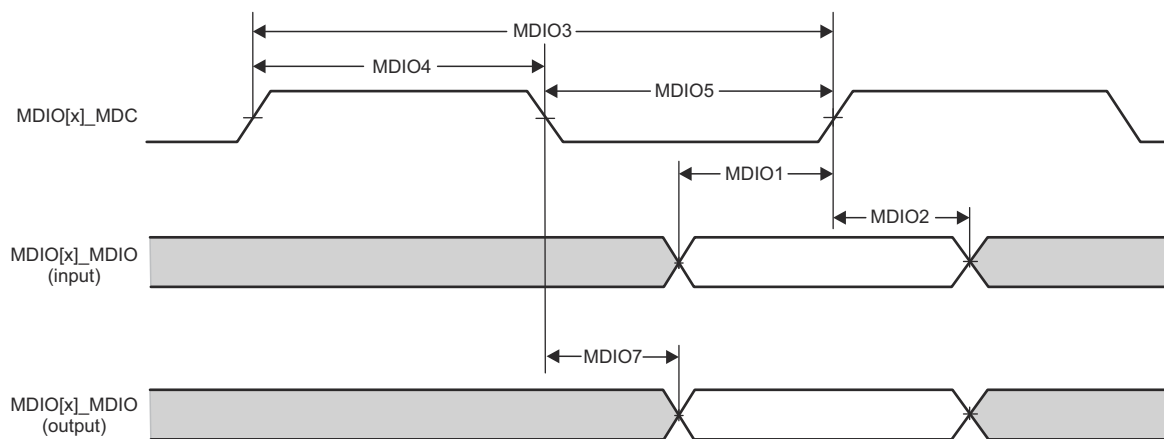 MDIO3
MDIO4
MDIO5
MDIO[x]_MDC
MDIO1
MDIO2
MDIO[x]_MDIO
(input)
MDIO7
MDIO[x]_MDIO
(output)